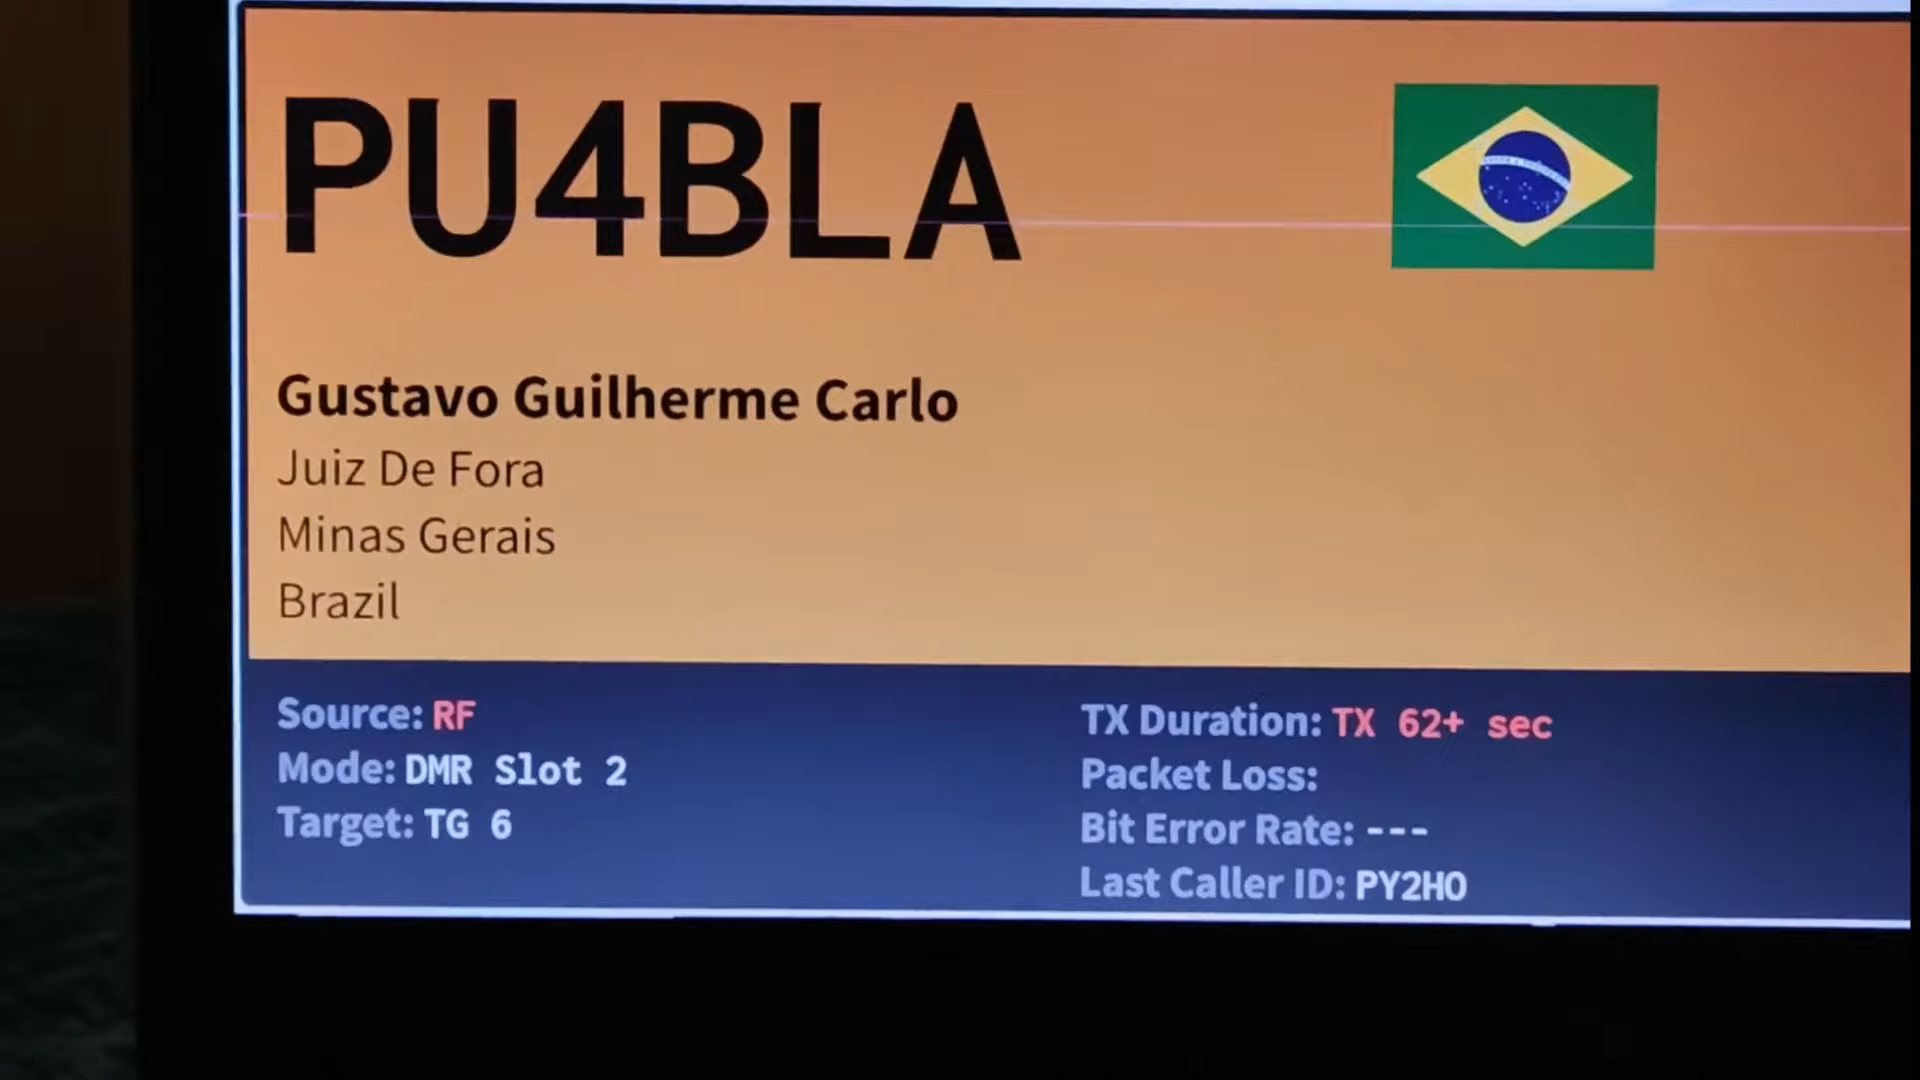 PU4BLA
Gustavo Guilherme Carlo
Juiz De Fora
Minas Gerais
Brazil
Source: RF
Mode: DMR Slot 2
Target: TG 6
TX Duration: TX 62+ sec
Packet Loss:
Bit Error Rate: ---
Last Caller ID: PY2HO